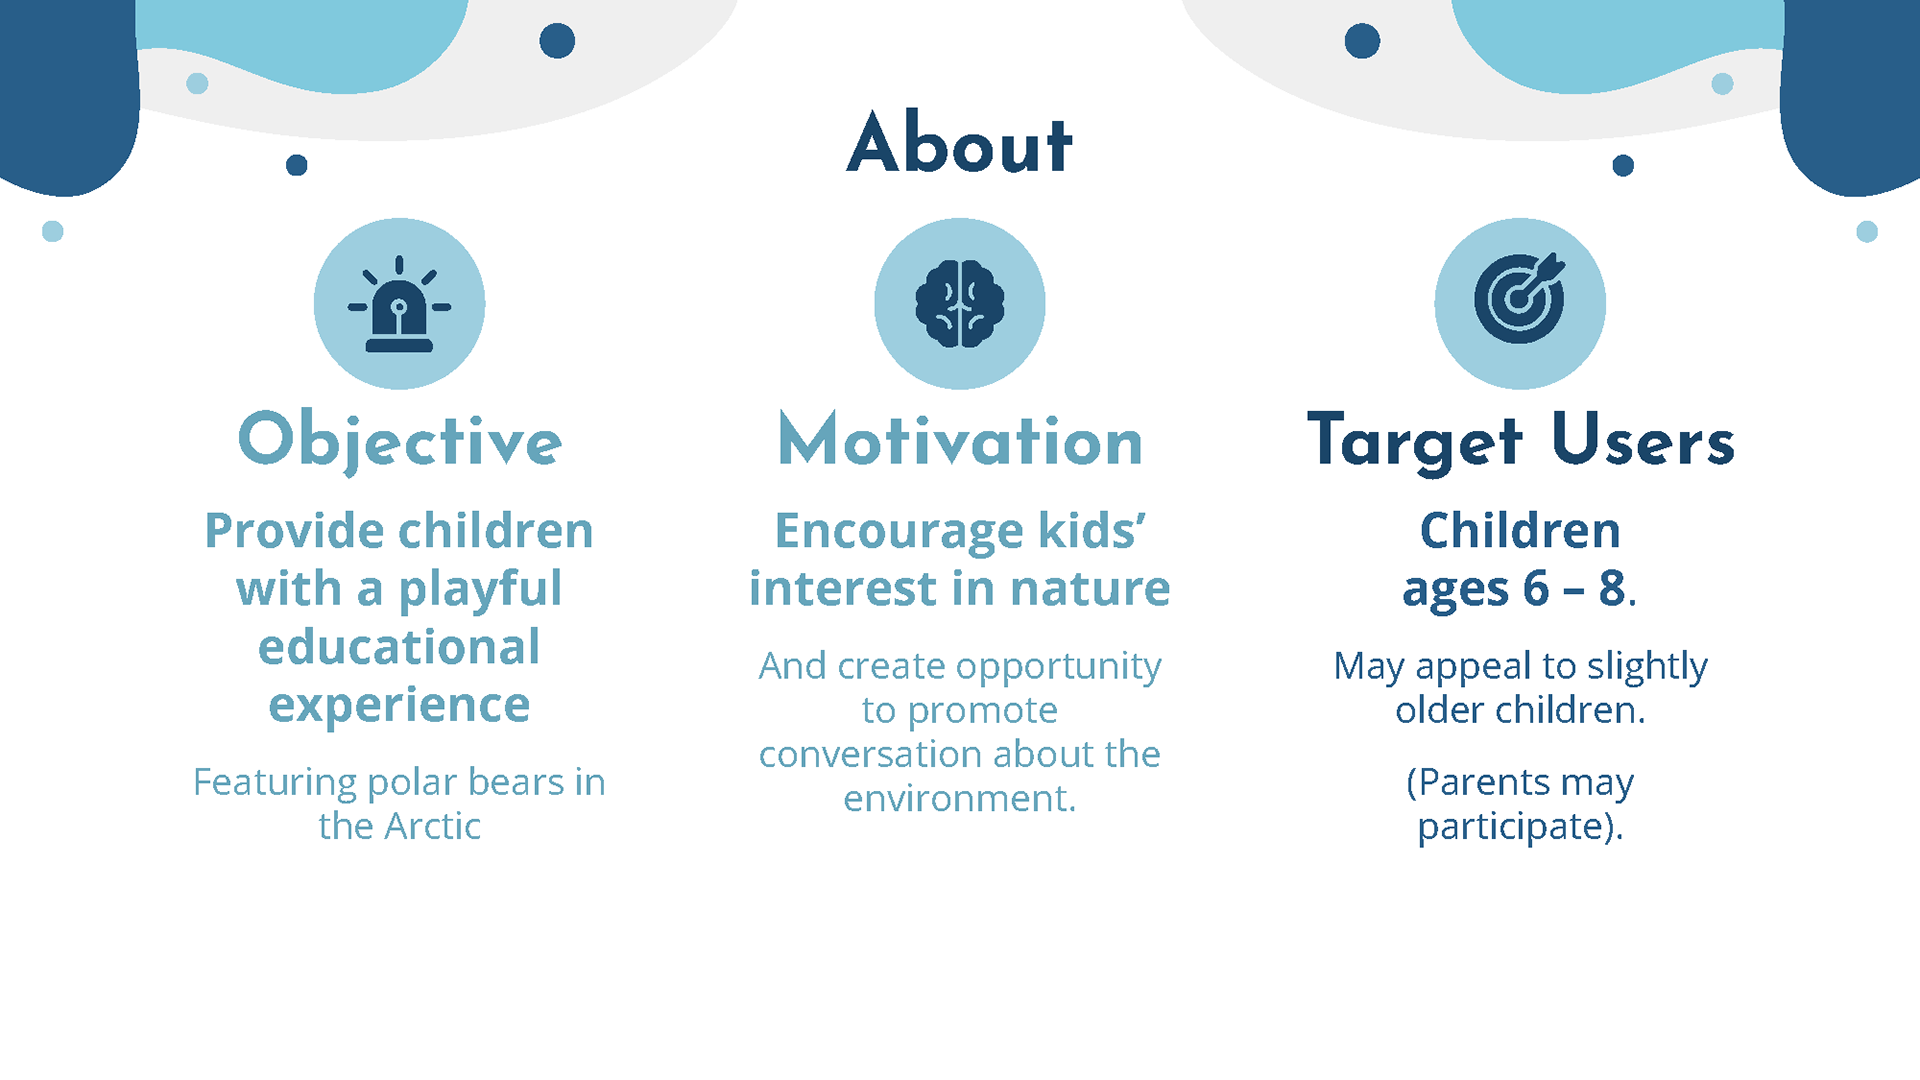 About
Objective
Provide children
with a playful
educational
experience
Featuring polar bears in
the Arctic
Motivation
Encourage kids’
interest in nature
And create opportunity
to promote
conversation about the
environment.
Target Users
Children
ages 6 – 8.
May appeal to slightly
older children.
(Parents may
participate).